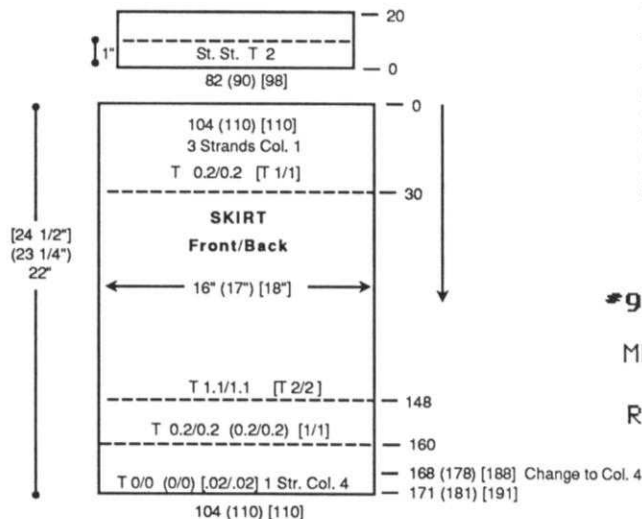 20
1" St. St. T 2
0
82 (90) [98]
0
104 (110) [110]
3 Strands Col. 1
T 0.2/0.2 [T 1/1]
30
SKIRT
Front/Back
[24 1/2"]
(23 1/4")
22"
16" (17") [18"]
#9
M
T 1.1/1.1 [T 2/2]
148
R
T 0.2/0.2 (0.2/0.2) [1/1]
160
168 (178) [188] Change to Col. 4
T 0/0 (0/0) [.02/.02] 1 Str. Col. 4
171 (181) [191]
104 (110) [110]